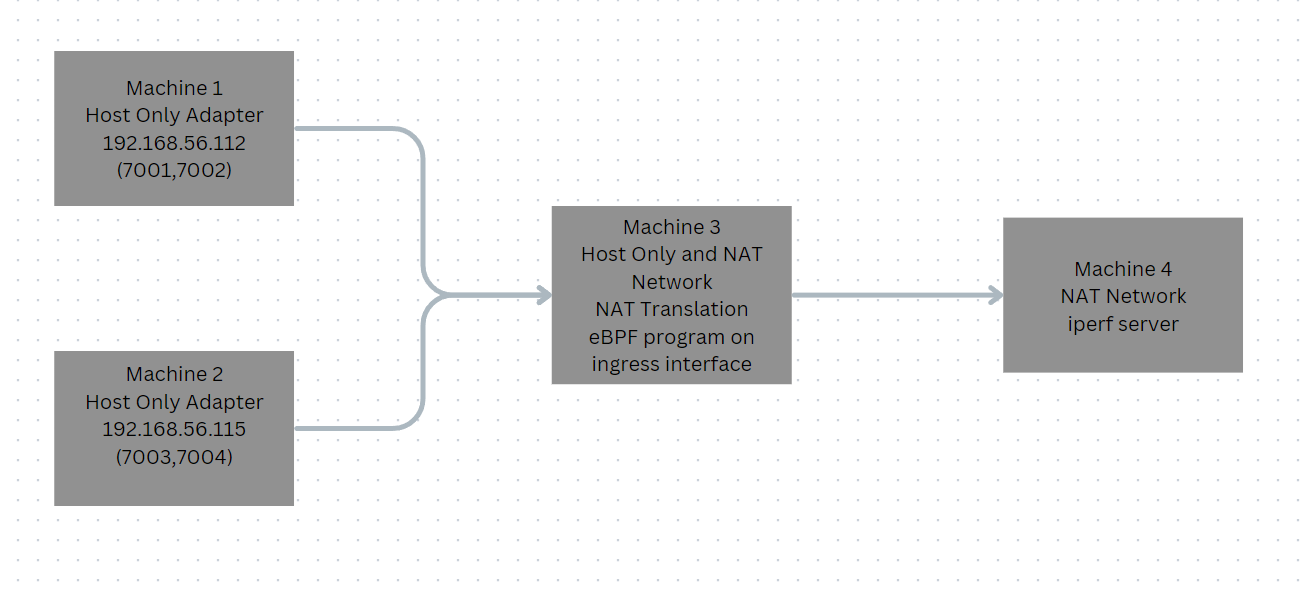 Machine 1
Host Only Adapter
192.168.56.112
(7001,7002)
Machine 2
Host Only Adapter
192.168.56.115
(7003,7004)
Machine 3
Host Only and NAT
Network
NAT Translation
eBPF program on
ingress interface
Machine 4
NAT Network
iperf server